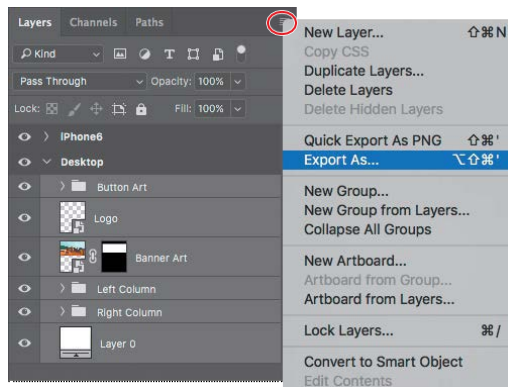 Layers Channels Paths
Kind
Pass Through Opacity: 100%
Lock: Fill: 100%
iPhone6
Desktop
Button Art
Logo
Banner Art
Left Column
Right Column
Layer 0
New Layer... ⇧⌘N
Copy CSS
Duplicate Layers...
Delete Layers
Delete Hidden Layers
Quick Export As PNG ⇧⌘'
Export As... ⌥⇧⌘'
New Group...
New Group from Layers...
Collapse All Groups
New Artboard...
Artboard from Group...
Artboard from Layers...
Lock Layers... ⌘/
Convert to Smart Object
Edit Contents